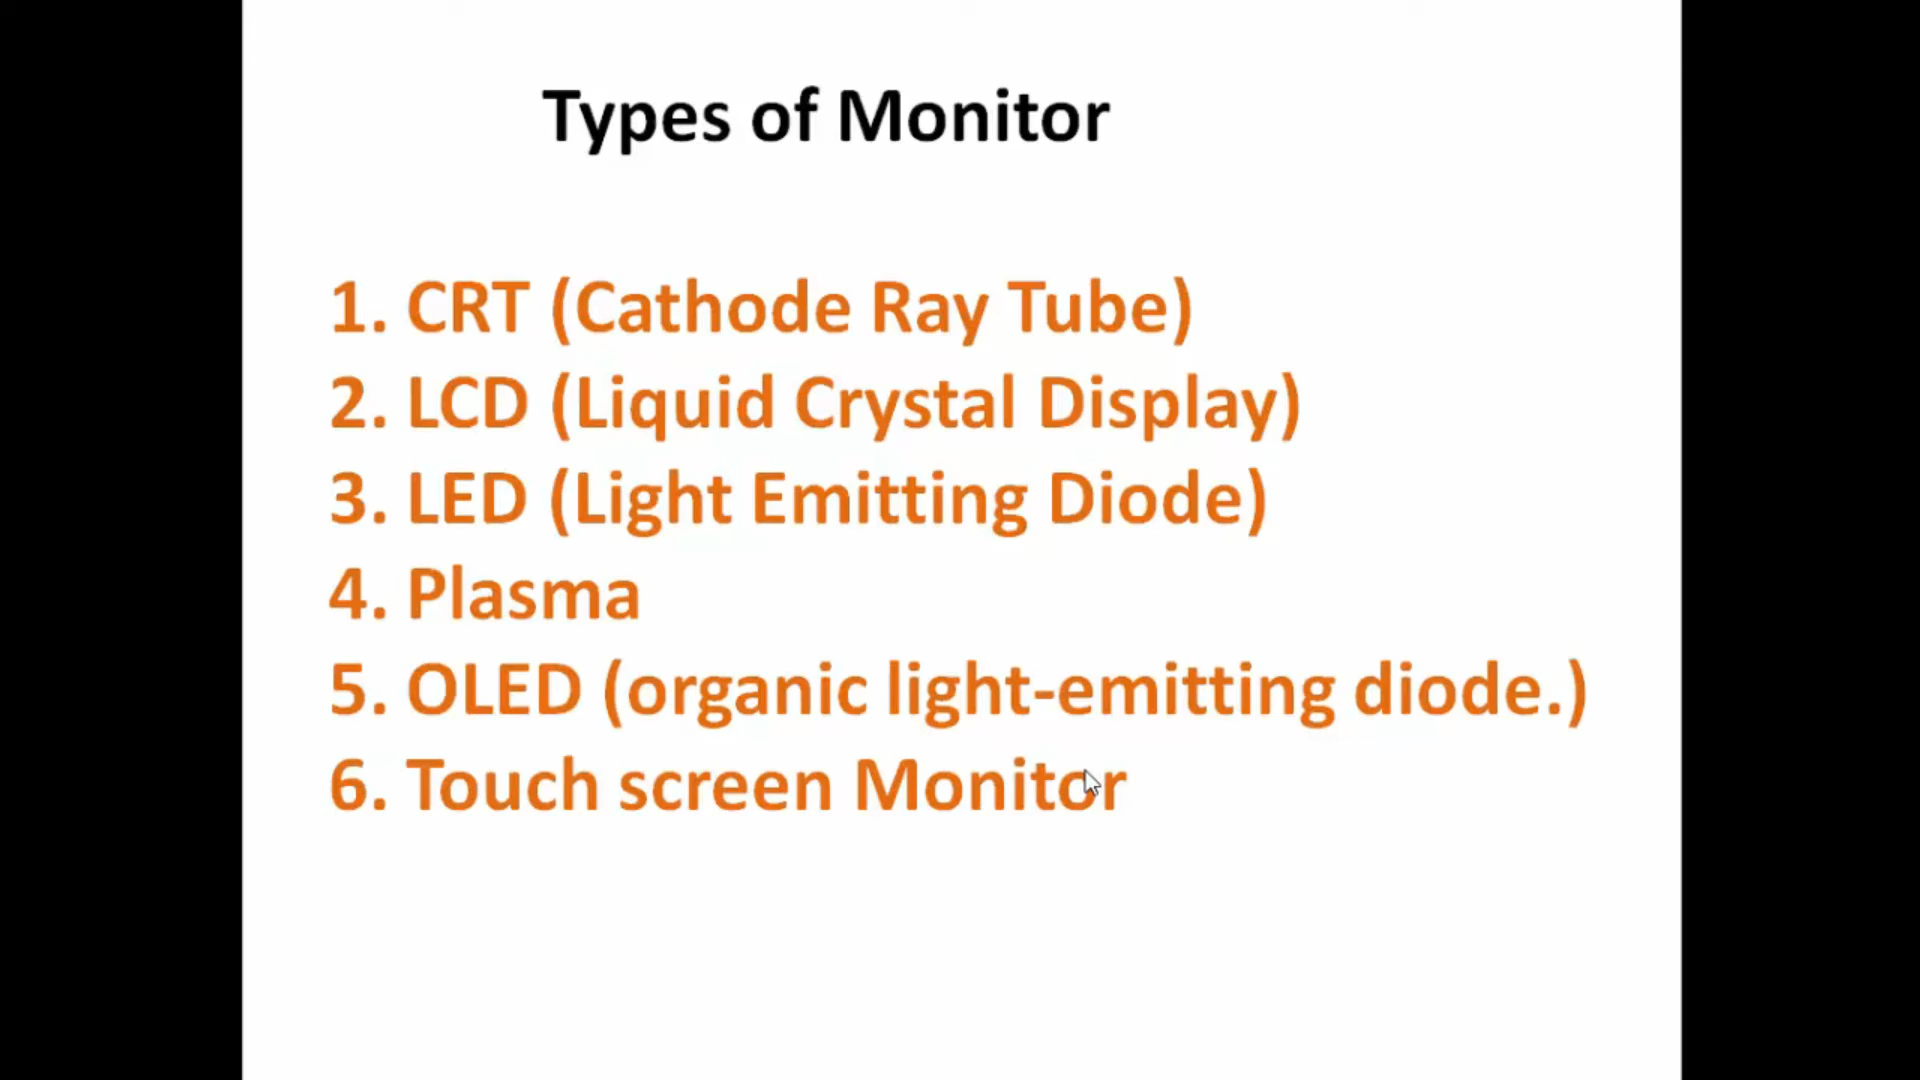 Types of Monitor
1. CRT (Cathode Ray Tube)
2. LCD (Liquid Crystal Display)
3. LED (Light Emitting Diode)
4. Plasma
5. OLED (organic light-emitting diode.)
6. Touch screen Monitor